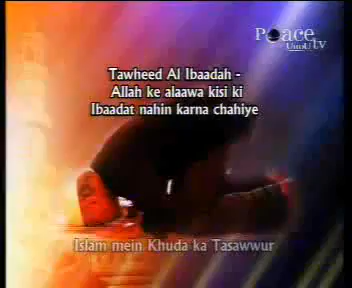 Peace
Urdu tv
Tawheed Al Ibaadah -
Allah ke alaawa kisi ki
Ibaadat nahin karna chahiye
Islam mein Khuda ka Tasawwur